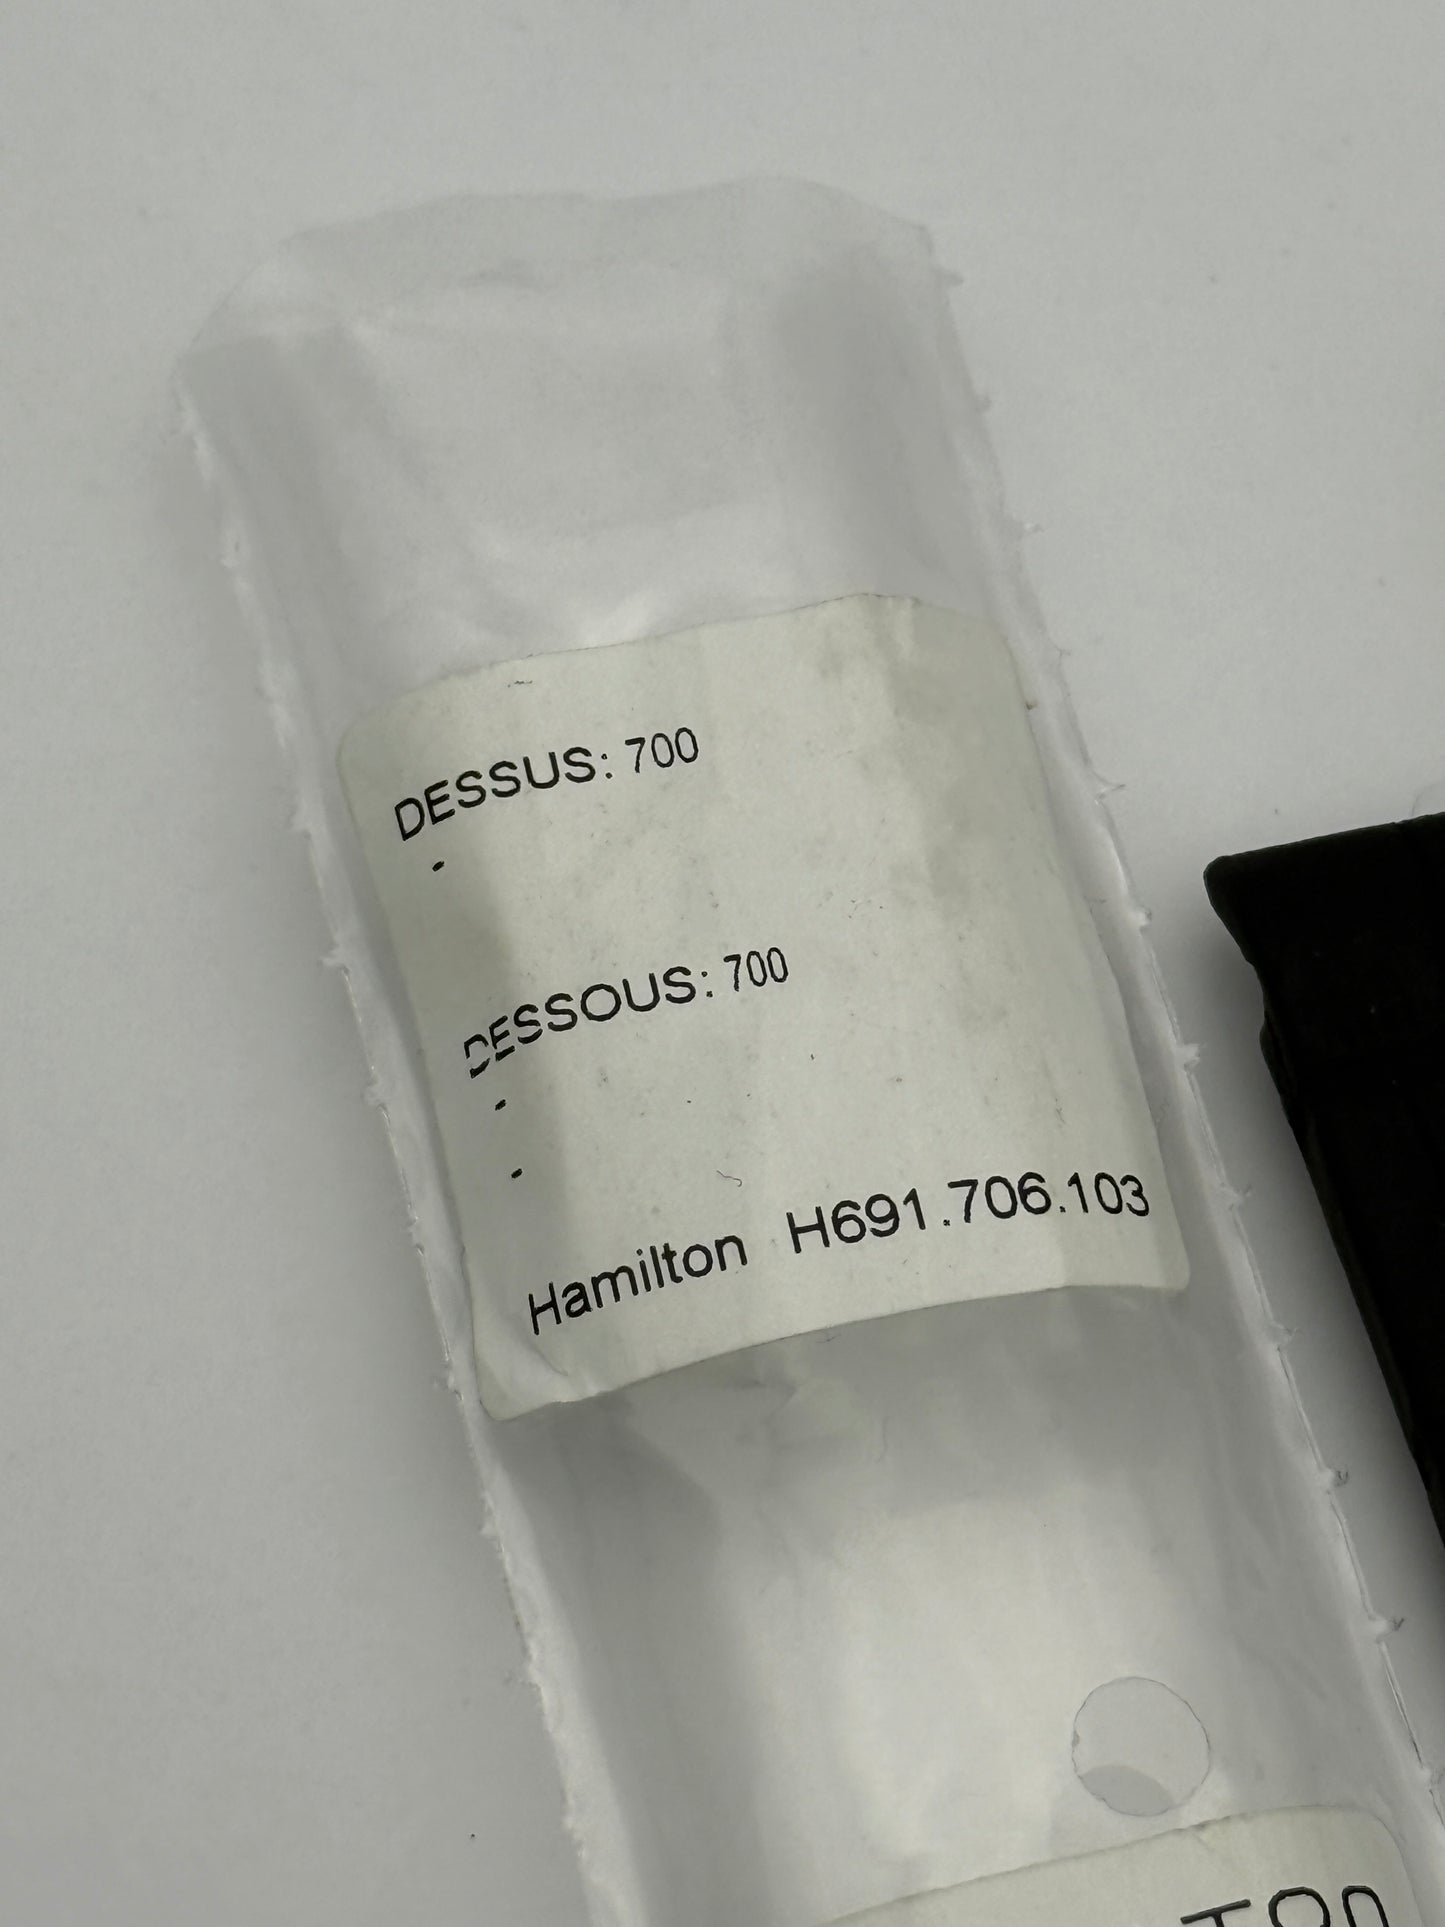 DESSUS: 700
-
DESSOUS: 700
-
-
Hamilton H691.706.103